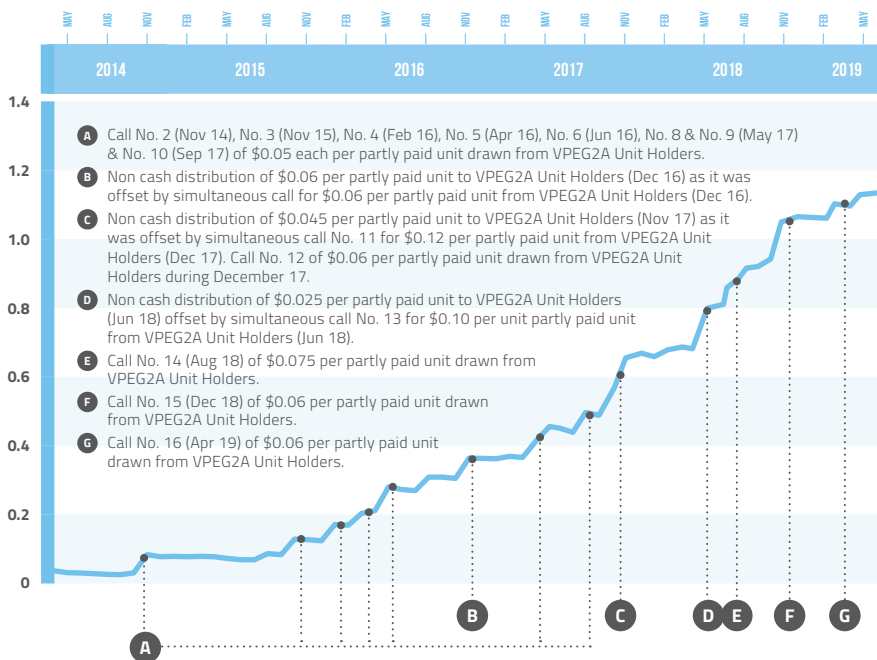 MAY AUG NOV FEB MAY AUG NOV FEB MAY AUG NOV FEB MAY AUG NOV FEB MAY AUG NOV FEB MAY
2014 2015 2016 2017 2018 2019
1.4
1.2
1.0
0.8
0.6
0.4
0.2
0
A Call No. 2 (Nov 14), No. 3 (Nov 15), No. 4 (Feb 16), No. 5 (Apr 16), No. 6 (Jun 16), No. 8 & No. 9 (May 17)
& No. 10 (Sep 17) of $0.05 each per partly paid unit drawn from VPEG2A Unit Holders.
B Non cash distribution of $0.06 per partly paid unit to VPEG2A Unit Holders (Dec 16) as it was
offset by simultaneous call for $0.06 per partly paid unit from VPEG2A Unit Holders (Dec 16).
C Non cash distribution of $0.045 per partly paid unit to VPEG2A Unit Holders (Nov 17) as it
was offset by simultaneous call No. 11 for $0.12 per partly paid unit from VPEG2A Unit
Holders (Dec 17). Call No. 12 of $0.06 per partly paid unit drawn from VPEG2A Unit
Holders during December 17.
D Non cash distribution of $0.025 per partly paid unit to VPEG2A Unit Holders
(Jun 18) offset by simultaneous call No. 13 for $0.10 per unit partly paid unit
from VPEG2A Unit Holders (Jun 18).
E Call No. 14 (Aug 18) of $0.075 per partly paid unit drawn from
VPEG2A Unit Holders.
F Call No. 15 (Dec 18) of $0.06 per partly paid unit drawn
from VPEG2A Unit Holders.
G Call No. 16 (Apr 19) of $0.06 per partly paid unit
drawn from VPEG2A Unit Holders.
B C D E F G
A